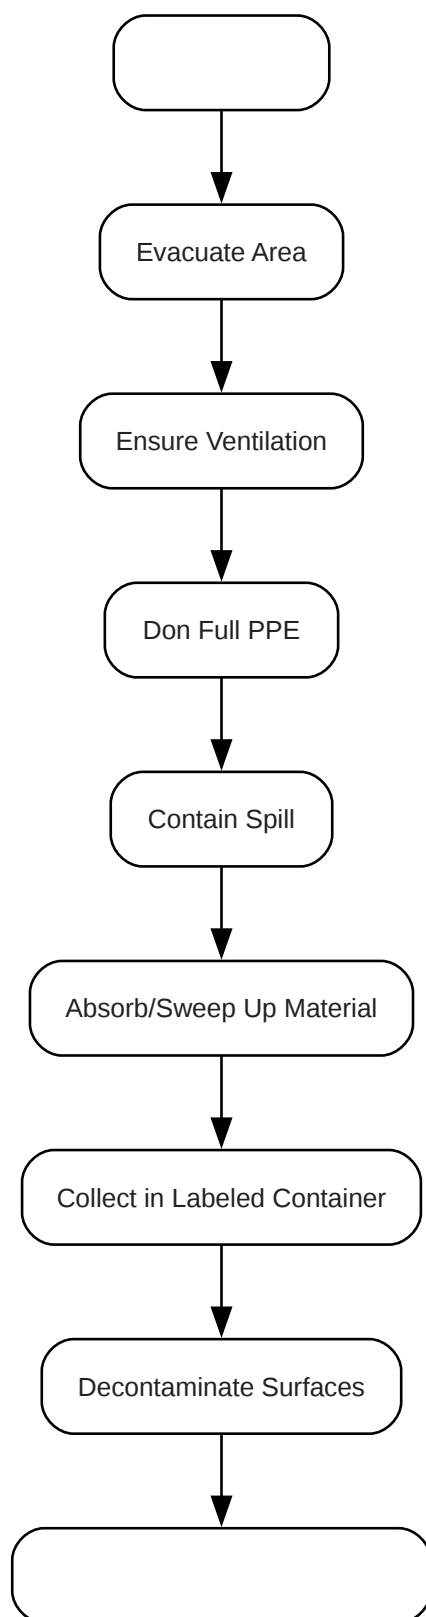 Evacuate Area
Ensure Ventilation
Don Full PPE
Contain Spill
Absorb/Sweep Up Material
Collect in Labeled Container
Decontaminate Surfaces